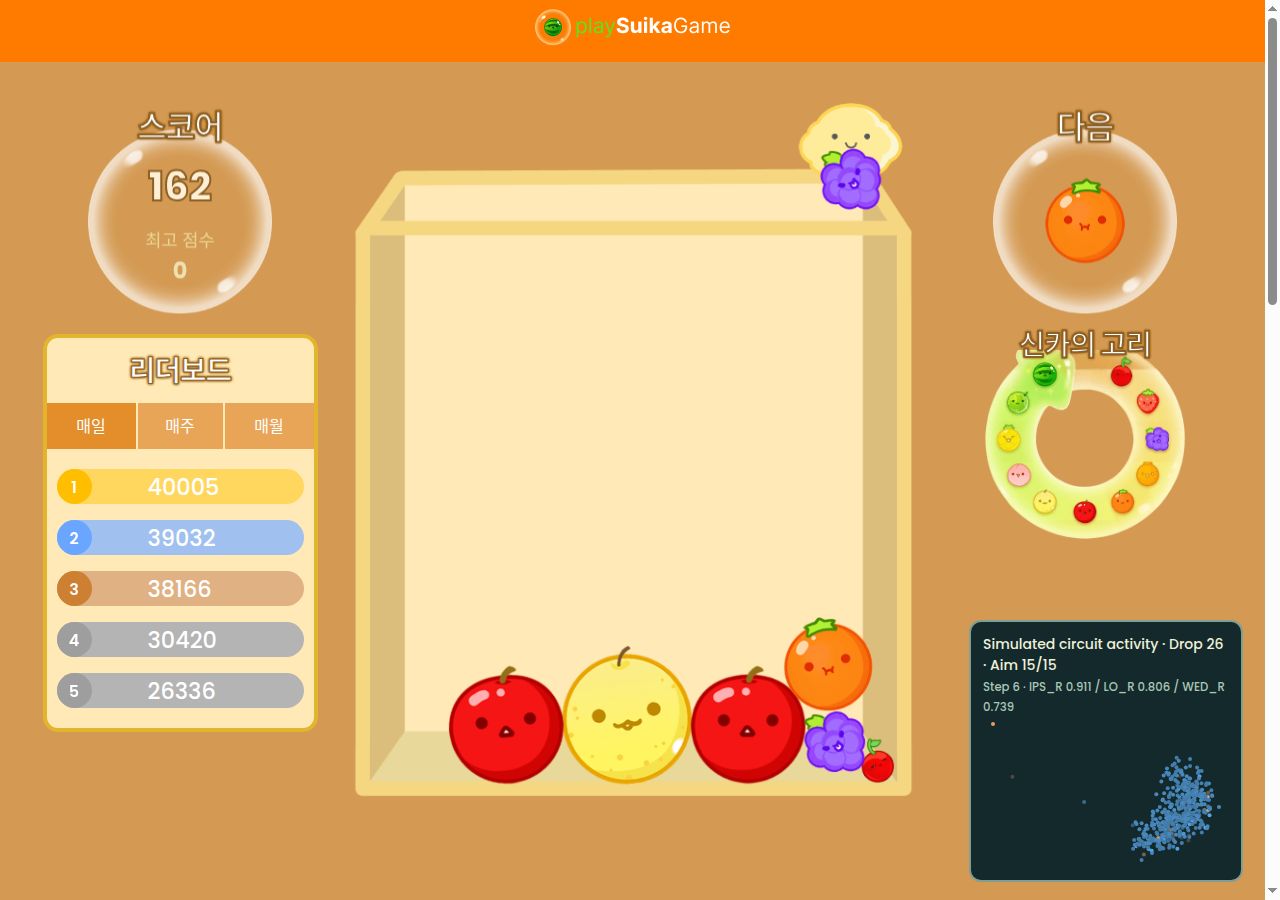 playSuikaGame
스코어
162
최고 점수
0
다음
신카의 고리
리더보드
매일 매주 매월
1 40005
2 39032
3 38166
4 30420
5 26336
Simulated circuit activity · Drop 26
· Aim 15/15
Step 6 · IPS_R 0.911 / LO_R 0.806 / WED_R
0.739